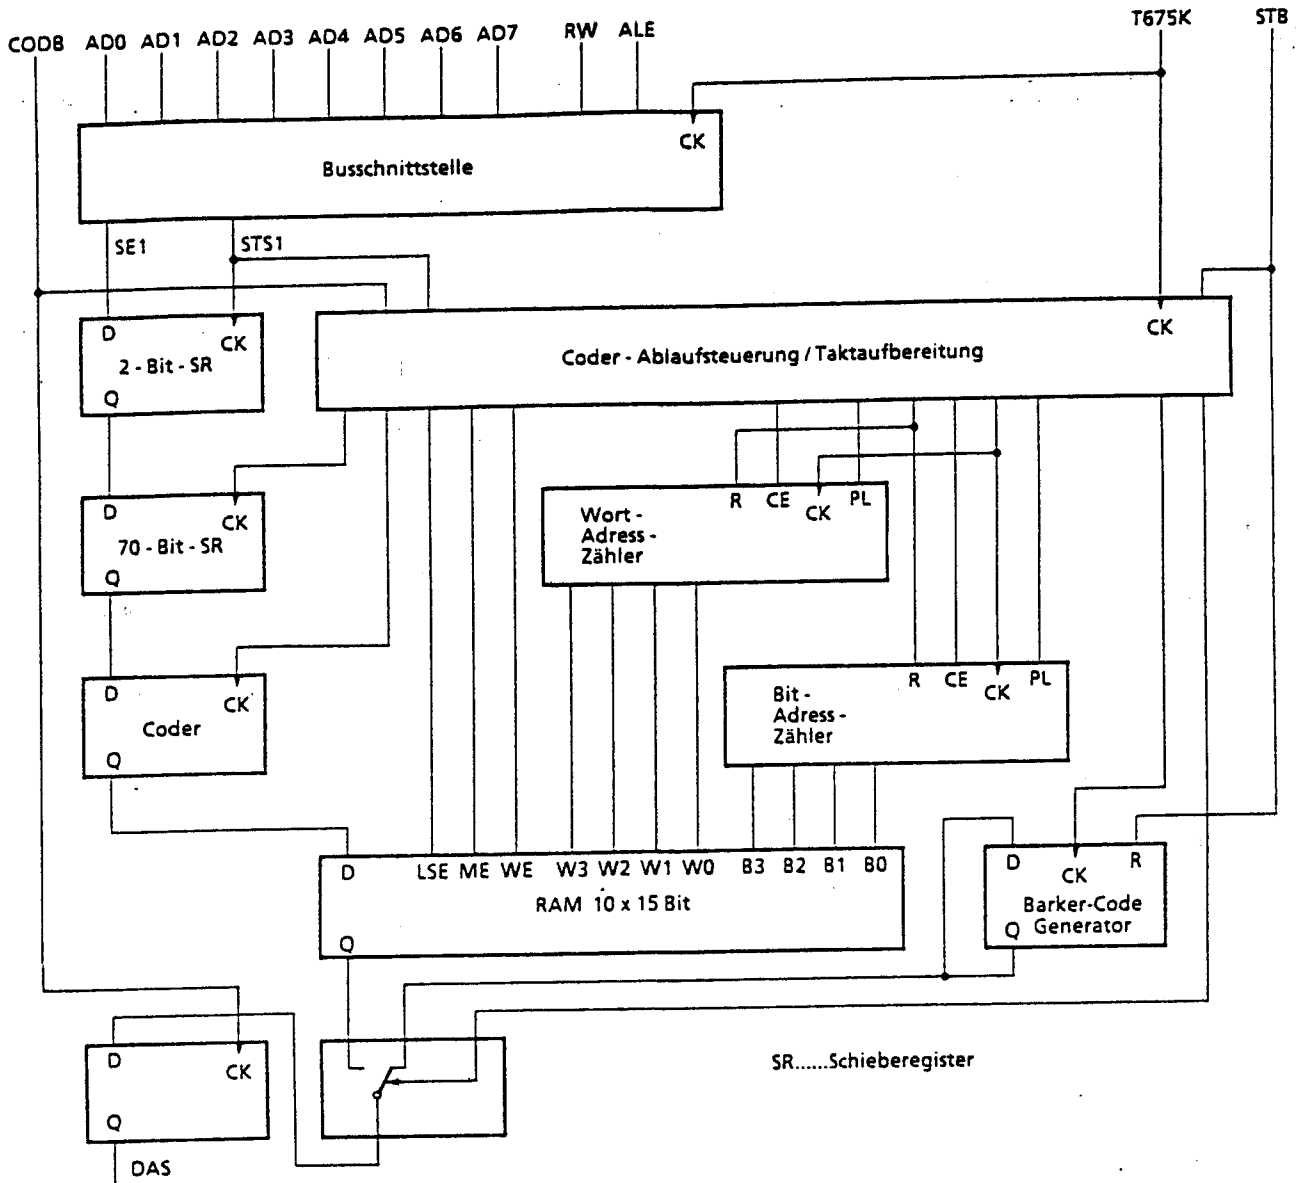 CODB AD0 AD1 AD2 AD3 AD4 AD5 AD6 AD7 RW ALE T675K STB
CK
Busschnittstelle
SE1 STS1
D CK
2 - Bit - SR
Q
CK
Coder - Ablaufsteuerung / Taktaufbereitung
D CK
70 - Bit - SR
Q
R CE CK PL
Wort -
Adress -
Zähler
D CK
Coder
Q
R CE CK PL
Bit -
Adress -
Zähler
D LSE ME WE W3 W2 W1 W0 B3 B2 B1 B0
RAM 10 x 15 Bit
Q
D CK R
Barker-Code
Generator
Q
D CK
Q
DAS
SR......Schieberegister